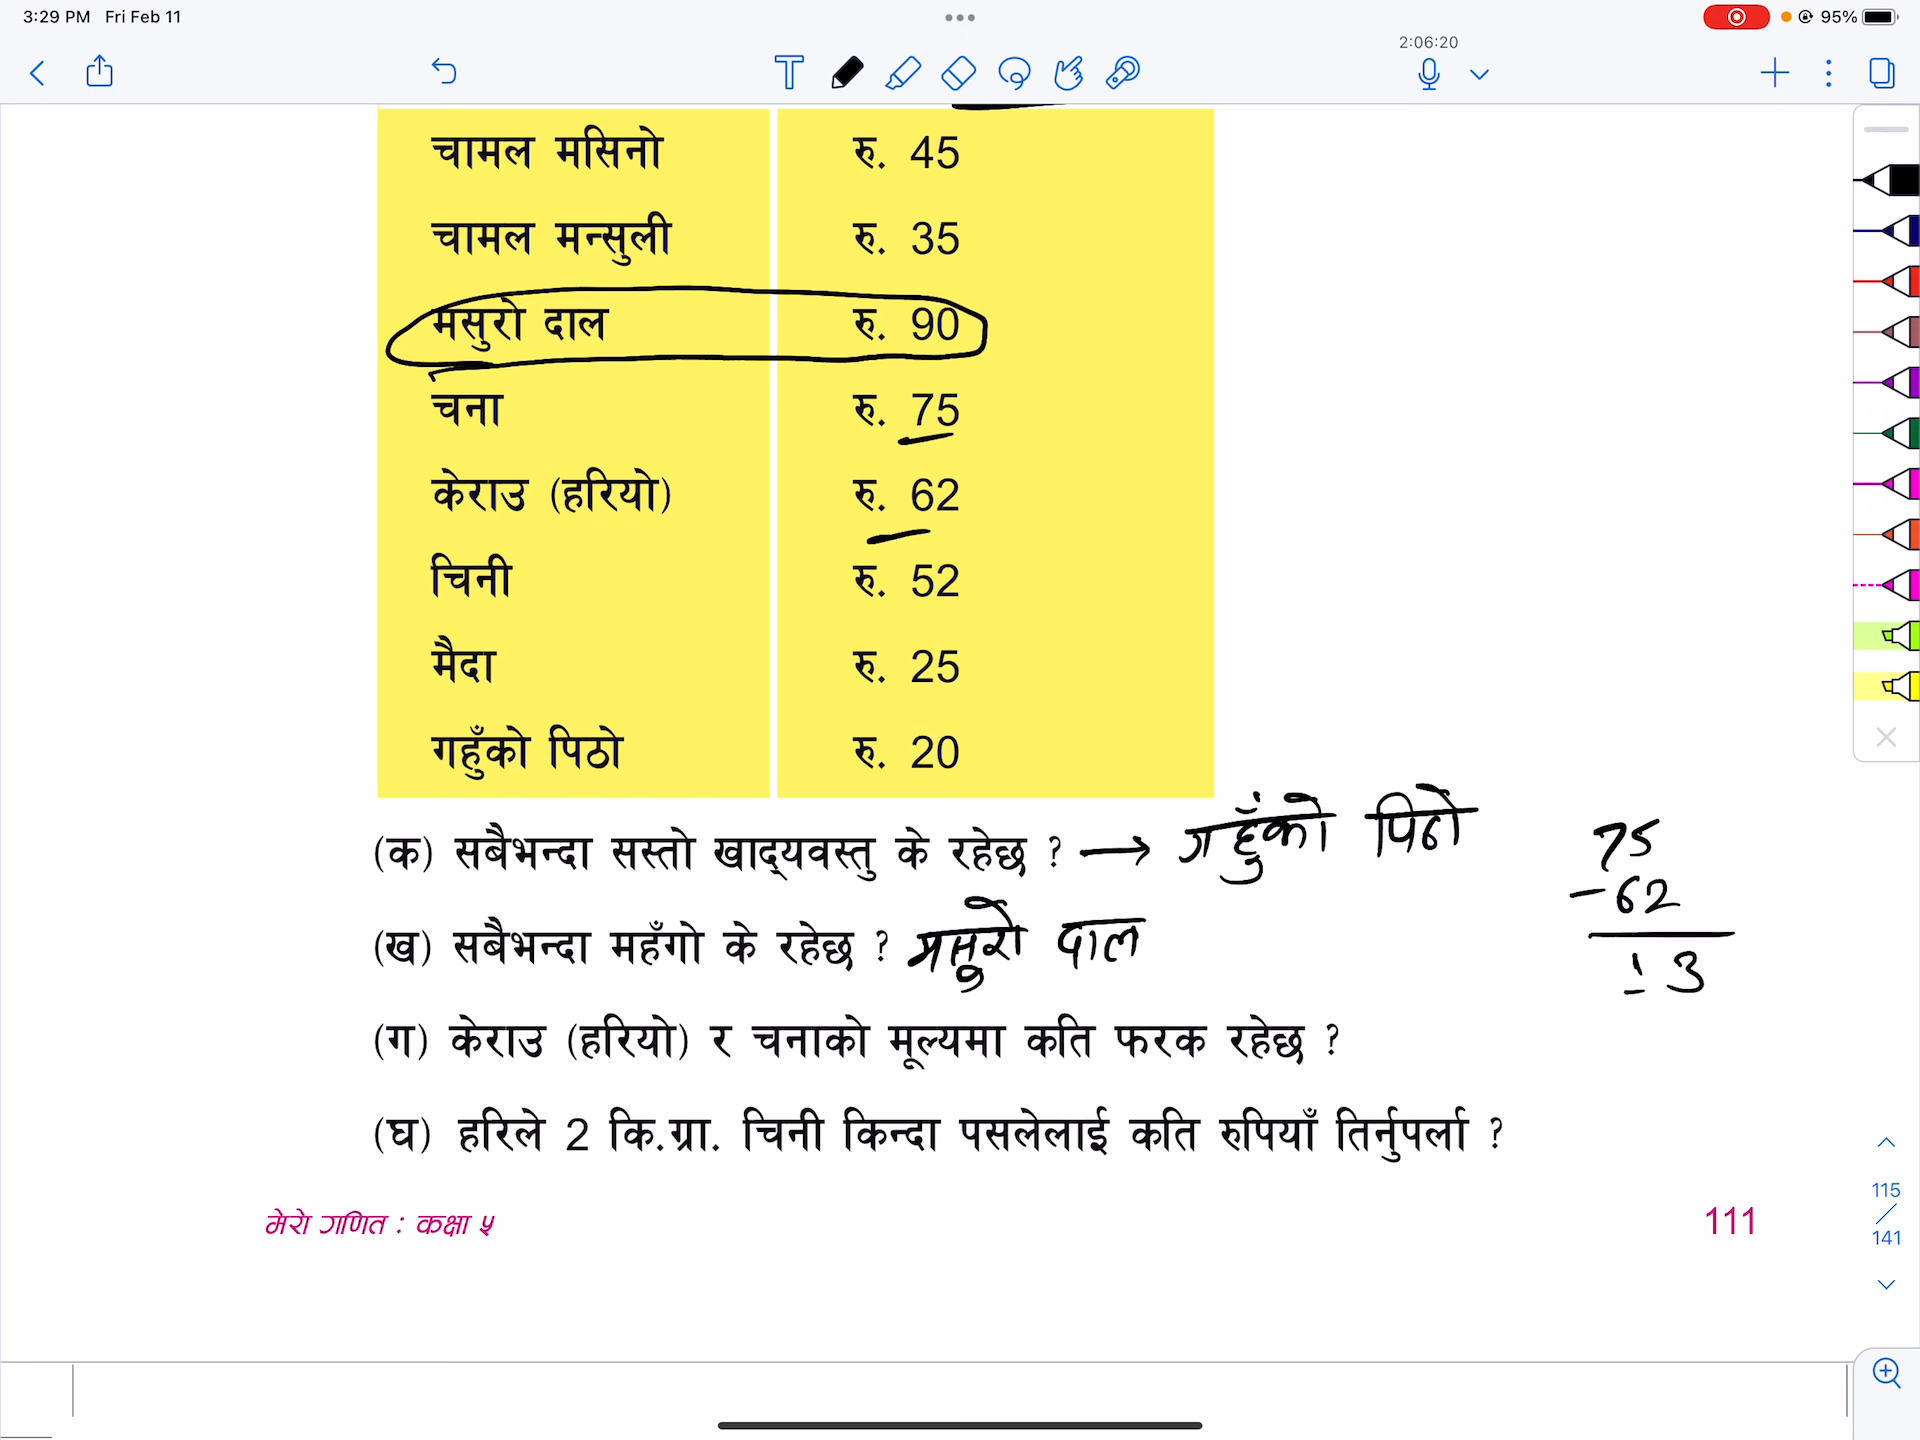 3:29 PM Fri Feb 11
95%
2:06:20
चामल मसिनो रु. 45
चामल मन्सुली रु. 35
मसुरो दाल रु. 90
चना रु. 75
केराउ (हरियो) रु. 62
चिनी रु. 52
मैदा रु. 25
गहुँको पिठो रु. 20
(क) सबैभन्दा सस्तो खाद्यवस्तु के रहेछ ? → गहुँको पिठो
(ख) सबैभन्दा महँगो के रहेछ ? मसुरो दाल
75
-62
13
(ग) केराउ (हरियो) र चनाको मूल्यमा कति फरक रहेछ ?
(घ) हरिले 2 कि.ग्रा. चिनी किन्दा पसलेलाई कति रुपियाँ तिर्नुपर्ला ?
मेरो गणित : कक्षा ५ 111
115
/
141